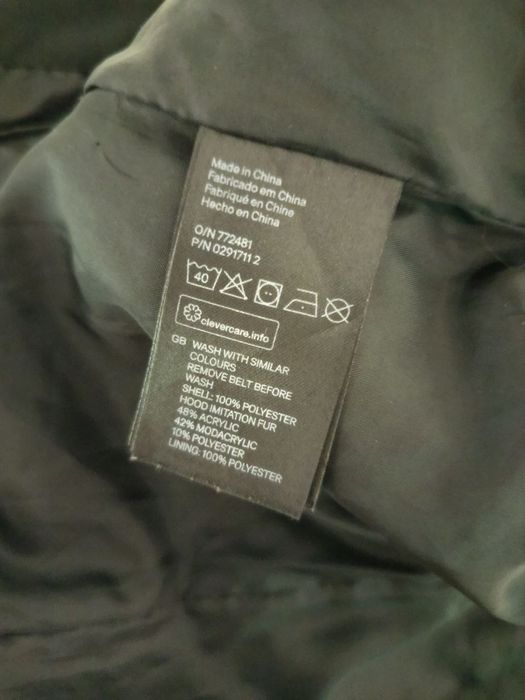 Made in China
Fabricado em China
Fabriqué en Chine
Hecho en China
O/N 772481
P/N 0291711 2
40
clevercare.info
GB WASH WITH SIMILAR
COLOURS
REMOVE BELT BEFORE
WASH
SHELL: 100% POLYESTER
HOOD IMITATION FUR
48% ACRYLIC
42% MODACRYLIC
10% POLYESTER
LINING: 100% POLYESTER